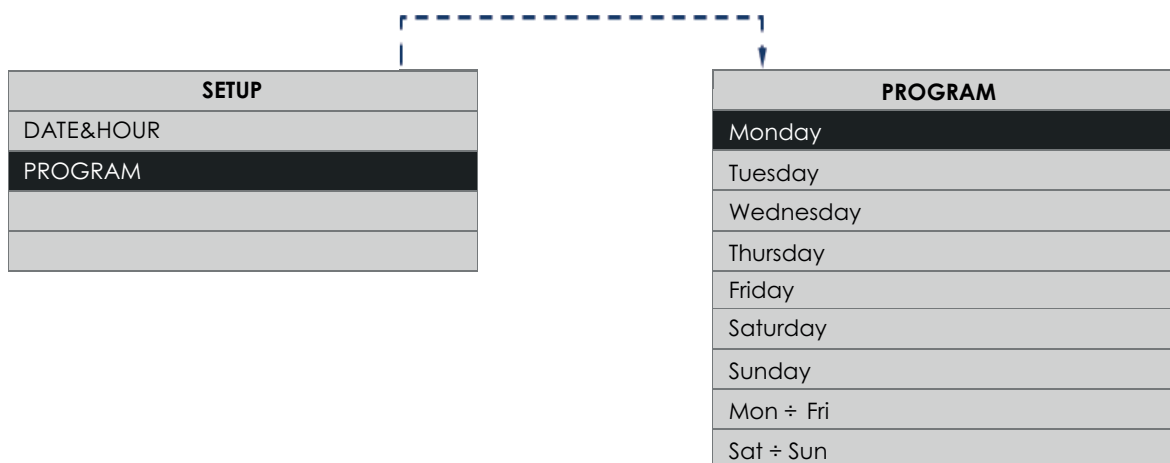 SETUP
DATE&HOUR
PROGRAM
PROGRAM
Monday
Tuesday
Wednesday
Thursday
Friday
Saturday
Sunday
Mon ÷ Fri
Sat ÷ Sun